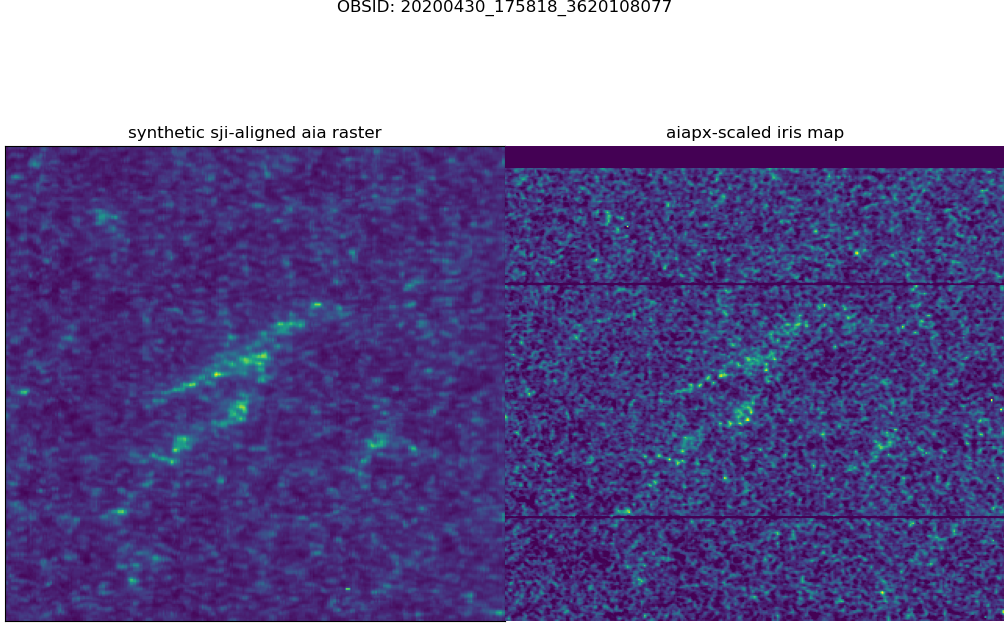 OBSID: 20200430_175818_3620108077
synthetic sji-aligned aia raster
aiapx-scaled iris map